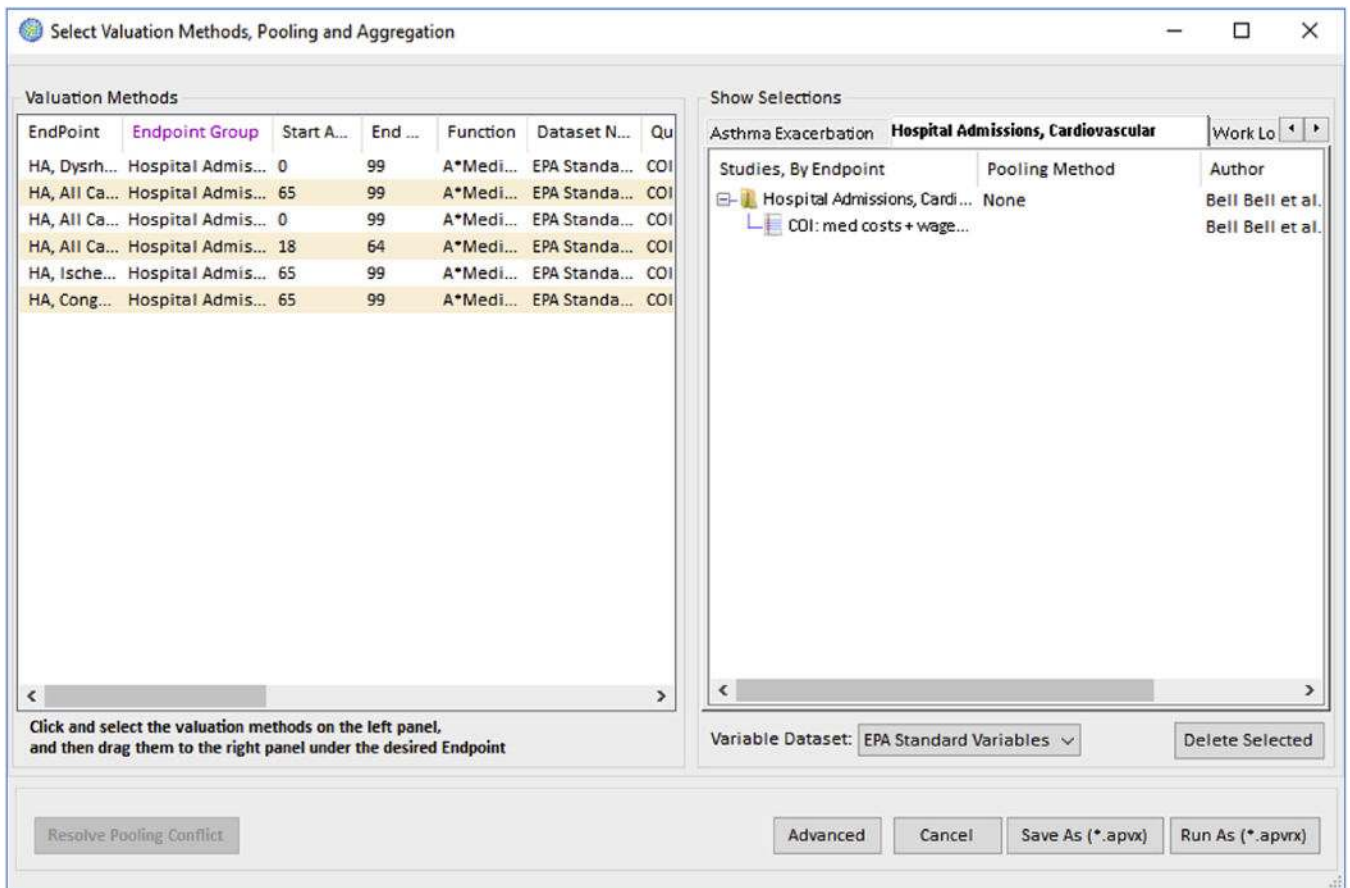 Select Valuation Methods, Pooling and Aggregation
Valuation Methods
EndPoint Endpoint Group Start A... End ... Function Dataset N... Qu
HA, Dysrh... Hospital Admis... 0 99 A*Medi... EPA Standa... COI
HA, All Ca... Hospital Admis... 65 99 A*Medi... EPA Standa... COI
HA, All Ca... Hospital Admis... 0 99 A*Medi... EPA Standa... COI
HA, All Ca... Hospital Admis... 18 64 A*Medi... EPA Standa... COI
HA, Ische... Hospital Admis... 65 99 A*Medi... EPA Standa... COI
HA, Cong... Hospital Admis... 65 99 A*Medi... EPA Standa... COI
Click and select the valuation methods on the left panel,
and then drag them to the right panel under the desired Endpoint
Show Selections
Asthma Exacerbation Hospital Admissions, Cardiovascular Work Lo
Studies, By Endpoint Pooling Method Author
Hospital Admissions, Cardi... None Bell Bell et al.
COI: med costs + wage... Bell Bell et al.
Variable Dataset: EPA Standard Variables Delete Selected
Resolve Pooling Conflict Advanced Cancel Save As (*.apvx) Run As (*.apvrx)